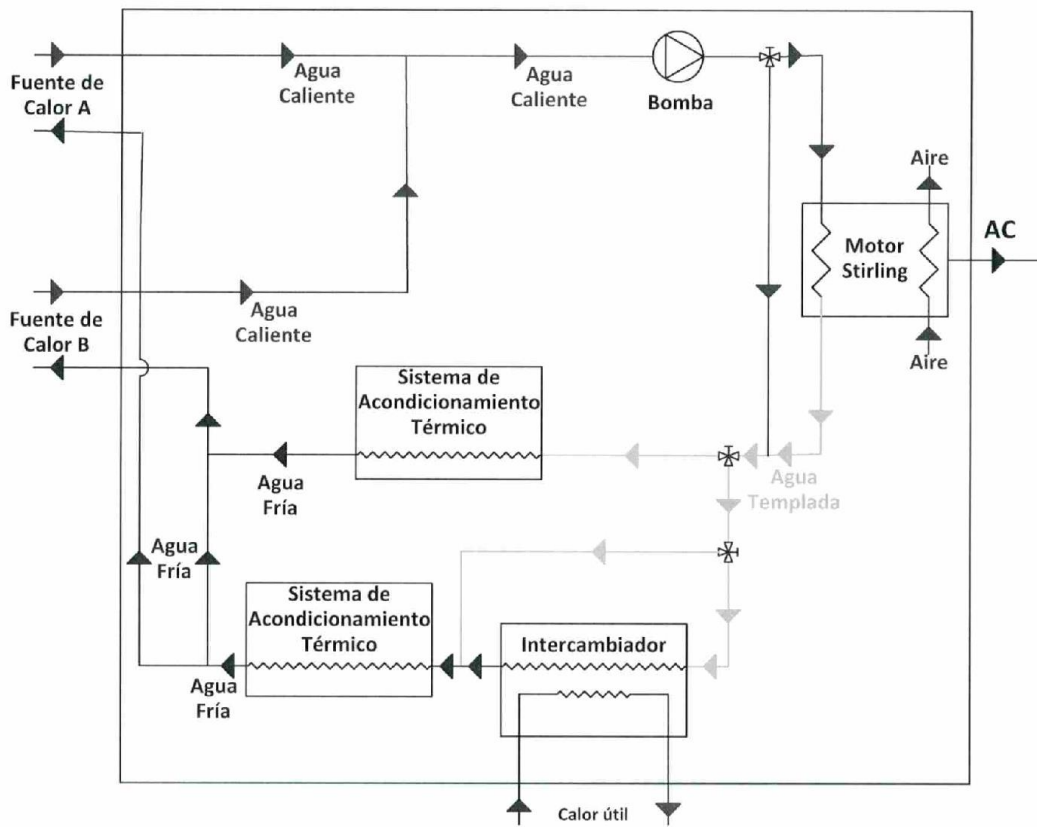 Fuente de
Calor A
Agua
Caliente
Agua
Caliente
Bomba
Aire
Motor
Stirling
AC
Aire
Fuente de
Calor B
Agua
Caliente
Sistema de
Acondicionamiento
Térmico
Agua
Fría
Agua
Templada
Agua
Fría
Sistema de
Acondicionamiento
Térmico
Intercambiador
Agua
Fría
Calor útil